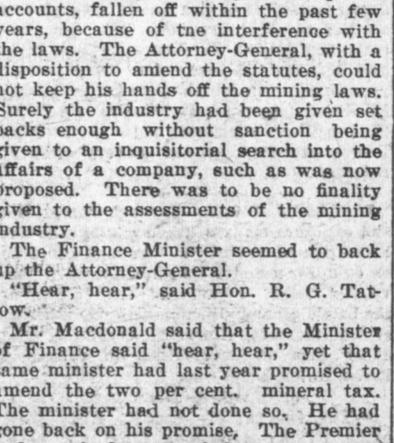 accounts, fallen off within the past few
years, because of tne interference with
the laws. The Attorney-General, with a
disposition to amend the statutes, could
not keep his hands off the mining laws.
Surely the industry had been given set
backs enough without sanction being
given to an inquisitorial search into the
affairs of a company, such as was now
proposed. There was to be no finality
given to the assessments of the mining
industry.
The Finance Minister seemed to back
up the Attorney-General.
"Hear, hear," said Hon. R. G. Tat-
ow.
Mr. Macdonald said that the Minister
of Finance said "hear, hear," yet that
same minister had last year promised to
amend the two per cent. mineral tax.
The minister had not done so. He had
gone back on his promise. The Premier